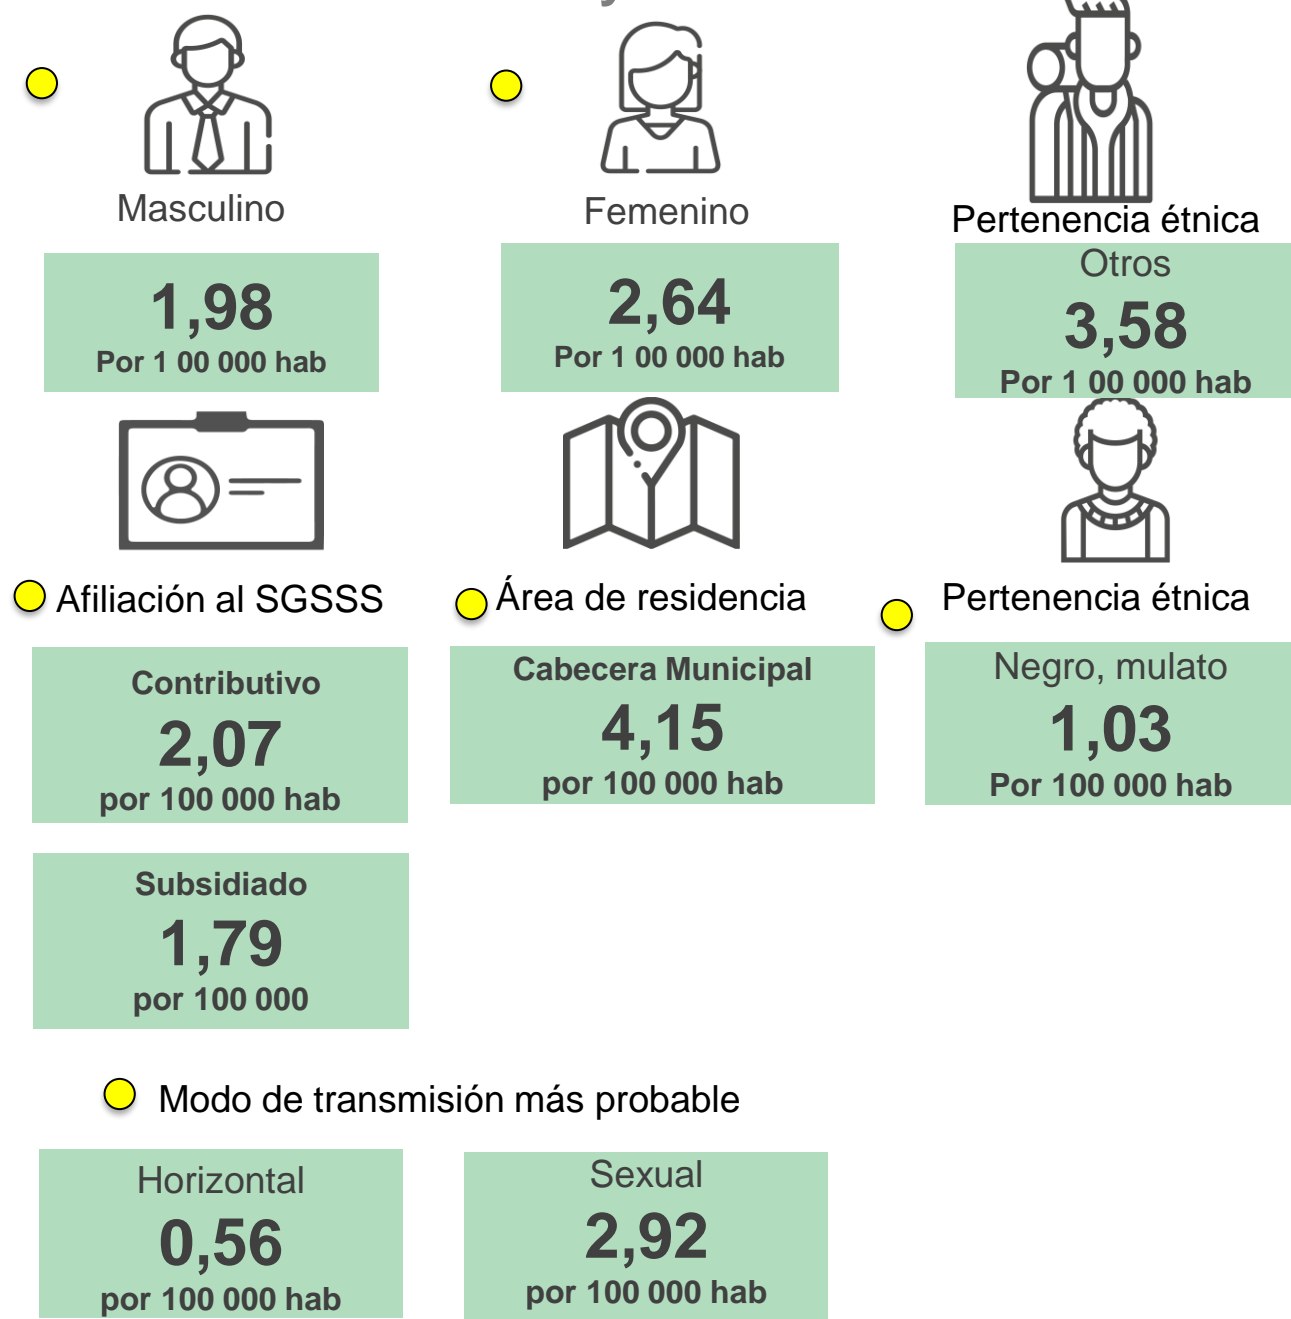 Masculino
1,98
Por 1 00 000 hab
Femenino
2,64
Por 1 00 000 hab
Pertenencia étnica
Otros
3,58
Por 1 00 000 hab
Afiliación al SGSSS
Contributivo
2,07
por 100 000 hab
Subsidiado
1,79
por 100 000
Área de residencia
Cabecera Municipal
4,15
por 100 000 hab
Pertenencia étnica
Negro, mulato
1,03
Por 100 000 hab
Modo de transmisión más probable
Horizontal
0,56
por 100 000 hab
Sexual
2,92
por 100 000 hab